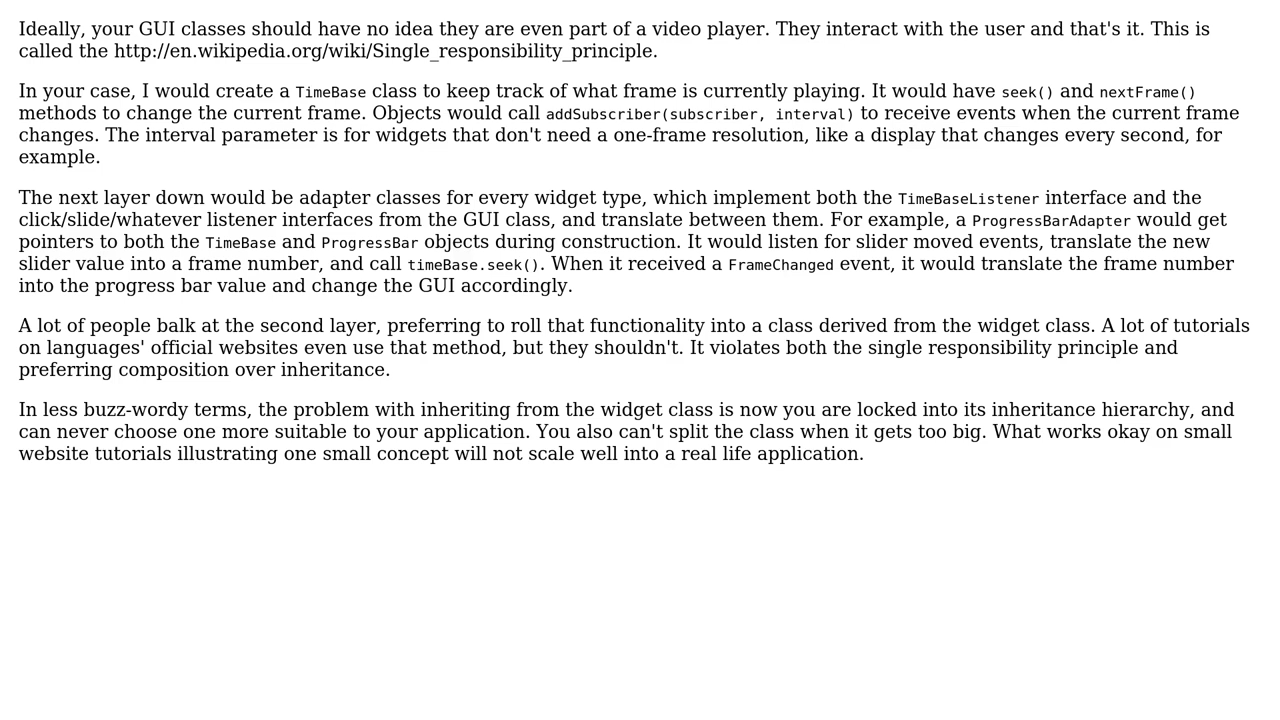 Ideally, your GUI classes should have no idea they are even part of a video player. They interact with the user and that's it. This is
called the http://en.wikipedia.org/wiki/Single_responsibility_principle.
In your case, I would create a TimeBase class to keep track of what frame is currently playing. It would have seek() and nextFrame()
methods to change the current frame. Objects would call addSubscriber(subscriber, interval) to receive events when the current frame
changes. The interval parameter is for widgets that don't need a one-frame resolution, like a display that changes every second, for
example.
The next layer down would be adapter classes for every widget type, which implement both the TimeBaseListener interface and the
click/slide/whatever listener interfaces from the GUI class, and translate between them. For example, a ProgressBarAdapter would get
pointers to both the TimeBase and ProgressBar objects during construction. It would listen for slider moved events, translate the new
slider value into a frame number, and call timeBase.seek(). When it received a FrameChanged event, it would translate the frame number
into the progress bar value and change the GUI accordingly.
A lot of people balk at the second layer, preferring to roll that functionality into a class derived from the widget class. A lot of tutorials
on languages' official websites even use that method, but they shouldn't. It violates both the single responsibility principle and
preferring composition over inheritance.
In less buzz-wordy terms, the problem with inheriting from the widget class is now you are locked into its inheritance hierarchy, and
can never choose one more suitable to your application. You also can't split the class when it gets too big. What works okay on small
website tutorials illustrating one small concept will not scale well into a real life application.